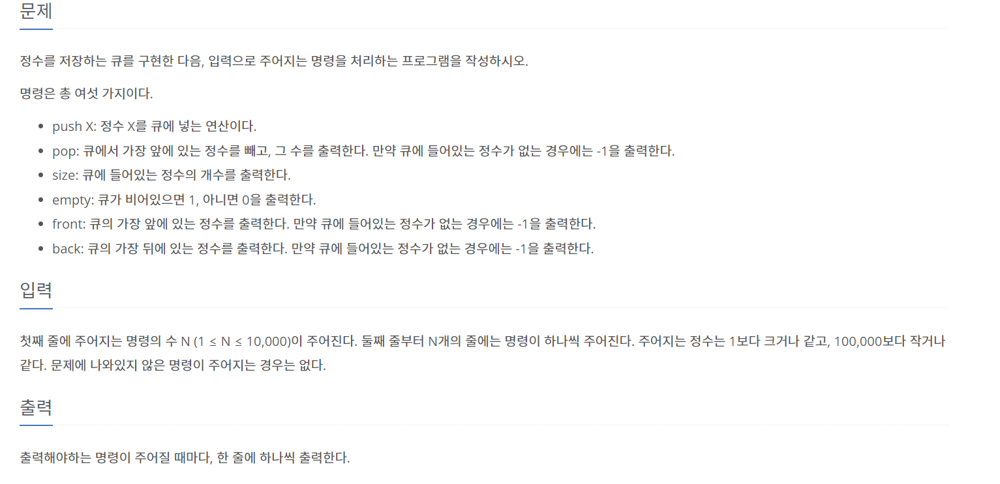 문제
정수를 저장하는 큐를 구현한 다음, 입력으로 주어지는 명령을 처리하는 프로그램을 작성하시오.
명령은 총 여섯 가지이다.
• push X: 정수 X를 큐에 넣는 연산이다.
• pop: 큐에서 가장 앞에 있는 정수를 빼고, 그 수를 출력한다. 만약 큐에 들어있는 정수가 없는 경우에는 -1을 출력한다.
• size: 큐에 들어있는 정수의 개수를 출력한다.
• empty: 큐가 비어있으면 1, 아니면 0을 출력한다.
• front: 큐의 가장 앞에 있는 정수를 출력한다. 만약 큐에 들어있는 정수가 없는 경우에는 -1을 출력한다.
• back: 큐의 가장 뒤에 있는 정수를 출력한다. 만약 큐에 들어있는 정수가 없는 경우에는 -1을 출력한다.
입력
첫째 줄에 주어지는 명령의 수 N (1 ≤ N ≤ 10,000)이 주어진다. 둘째 줄부터 N개의 줄에는 명령이 하나씩 주어진다. 주어지는 정수는 1보다 크거나 같고, 100,000보다 작거나
같다. 문제에 나와있지 않은 명령이 주어지는 경우는 없다.
출력
출력해야하는 명령이 주어질 때마다, 한 줄에 하나씩 출력한다.